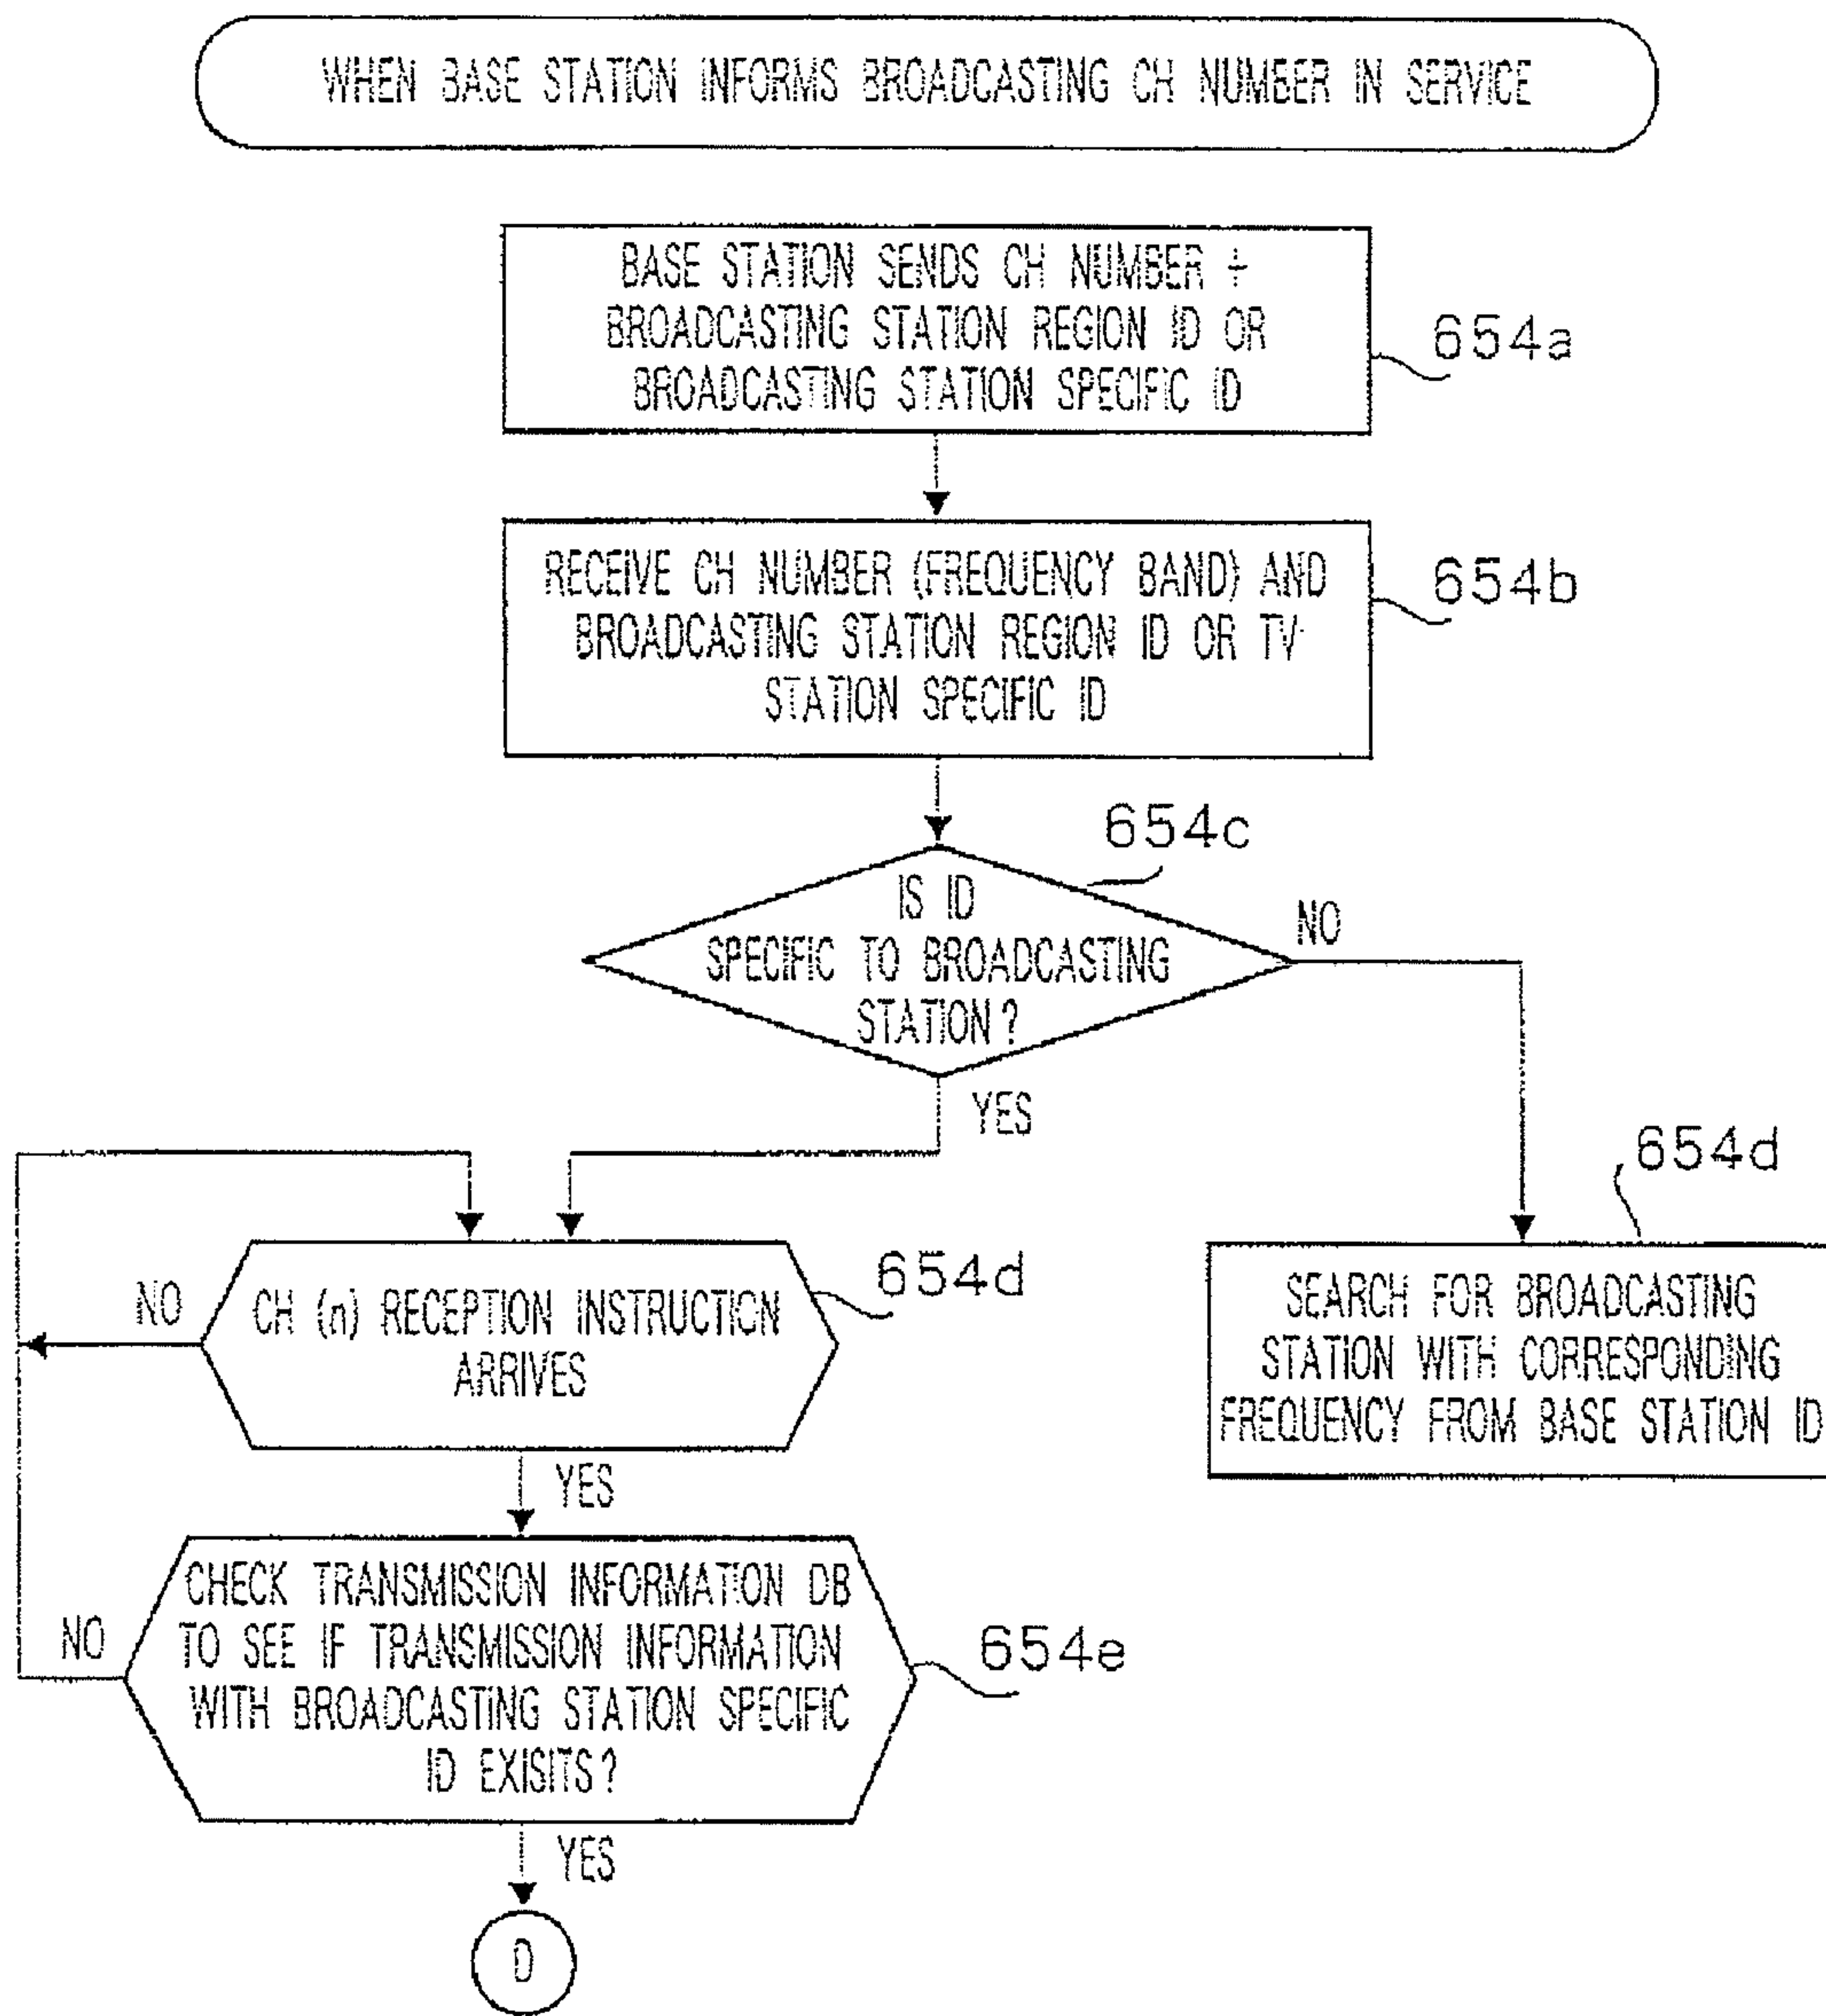 WHEN BASE STATION INFORMS BROADCASTING CH NUMBER IN SERVICE
BASE STATION SENDS CH NUMBER +
BROADCASTING STATION REGION ID OR
BROADCASTING STATION SPECIFIC ID
654a
RECEIVE CH NUMBER (FREQUENCY BAND) AND
BROADCASTING STATION REGION ID OR TV
STATION SPECIFIC ID
654b
654c
IS ID
SPECIFIC TO BROADCASTING
STATION?
NO
YES
654d
CH (n) RECEPTION INSTRUCTION
ARRIVES
NO
654d
SEARCH FOR BROADCASTING
STATION WITH CORRESPONDING
FREQUENCY FROM BASE STATION ID
YES
CHECK TRANSMISSION INFORMATION DB
TO SEE IF TRANSMISSION INFORMATION
WITH BROADCASTING STATION SPECIFIC
ID EXISITS?
NO
654e
YES
D